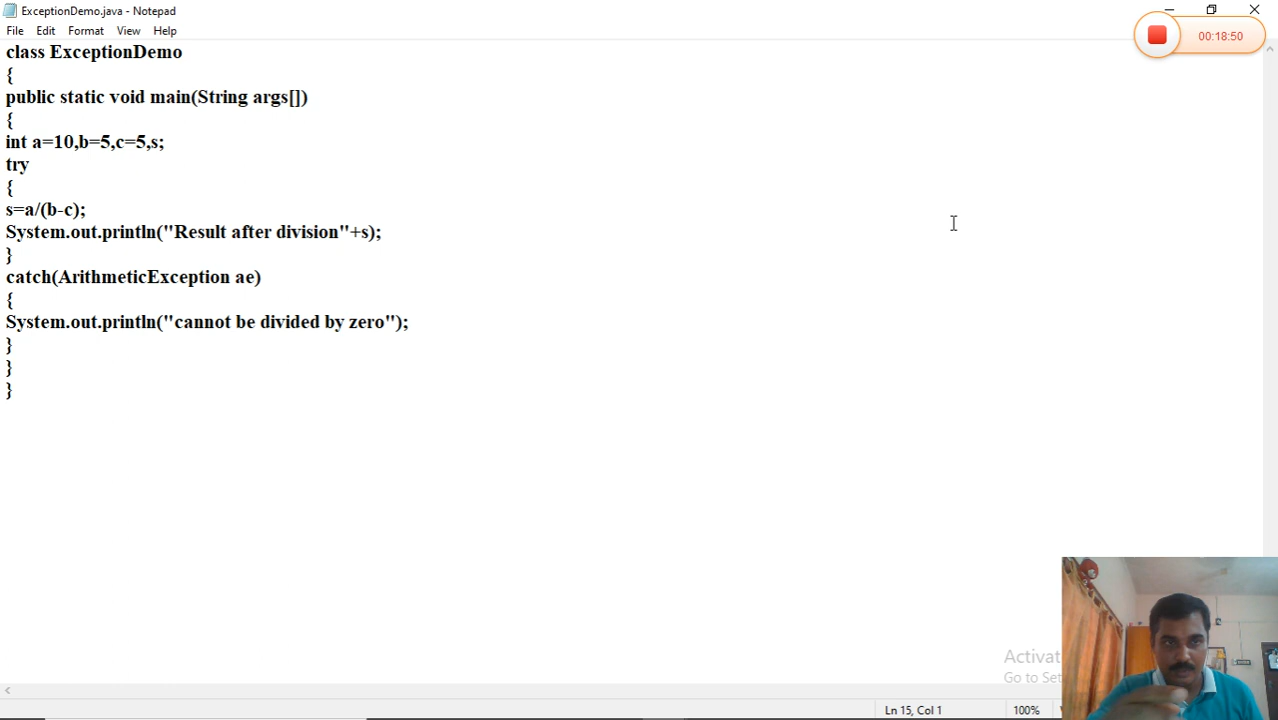 ExceptionDemo.java - Notepad
File Edit Format View Help
00:18:50
class ExceptionDemo
{
public static void main(String args[])
{
int a=10,b=5,c=5,s;
try
{
s=a/(b-c);
System.out.println("Result after division"+s);
}
catch(ArithmeticException ae)
{
System.out.println("cannot be divided by zero");
}
}
}
Activat
Go to Set
Ln 15, Col 1
100%